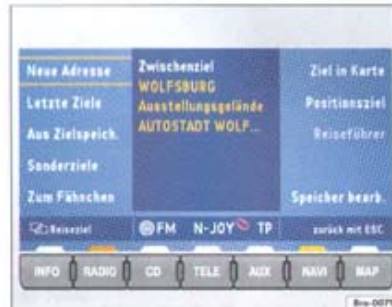 Neue Adresse
Letzte Ziele
Aus Zielspeich.
Sonderziele
Zum Fähnchen
Zwischenziel
WOLFSBURG
Ausstellungsgelände
AUTOSTADT WOLF...
Ziel in Karte
Positionsziel
Reiseführer
Speicher bearb.
Reiseziel
FM N-JOY TP
zurück mit ESC
INFO RADIO CD TELE AUX NAVI MAP